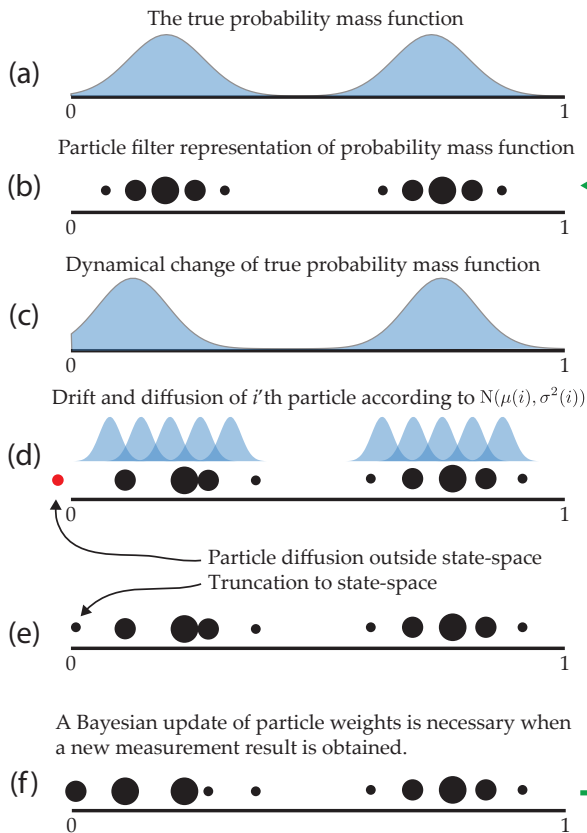 The true probability mass function
(a)
0 1
Particle filter representation of probability mass function
(b)
0 1
Dynamical change of true probability mass function
(c)
0 1
Drift and diffusion of i'th particle according to N(μ(i), σ²(i))
(d)
0 1
Particle diffusion outside state-space
Truncation to state-space
(e)
0 1
A Bayesian update of particle weights is necessary when
a new measurement result is obtained.
(f)
0 1